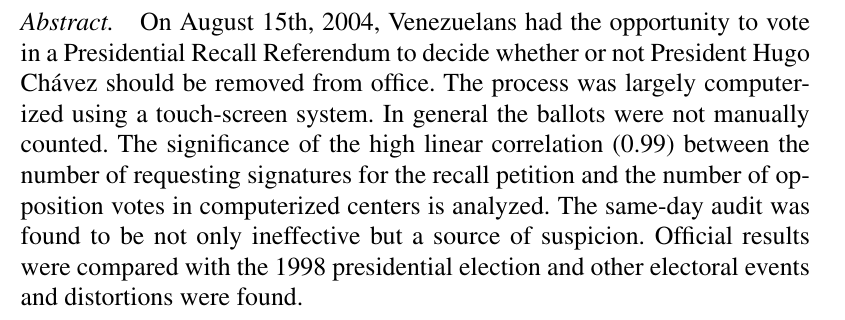 Abstract. On August 15th, 2004, Venezuelans had the opportunity to vote
in a Presidential Recall Referendum to decide whether or not President Hugo
Chávez should be removed from office. The process was largely computer-
ized using a touch-screen system. In general the ballots were not manually
counted. The significance of the high linear correlation (0.99) between the
number of requesting signatures for the recall petition and the number of op-
position votes in computerized centers is analyzed. The same-day audit was
found to be not only ineffective but a source of suspicion. Official results
were compared with the 1998 presidential election and other electoral events
and distortions were found.